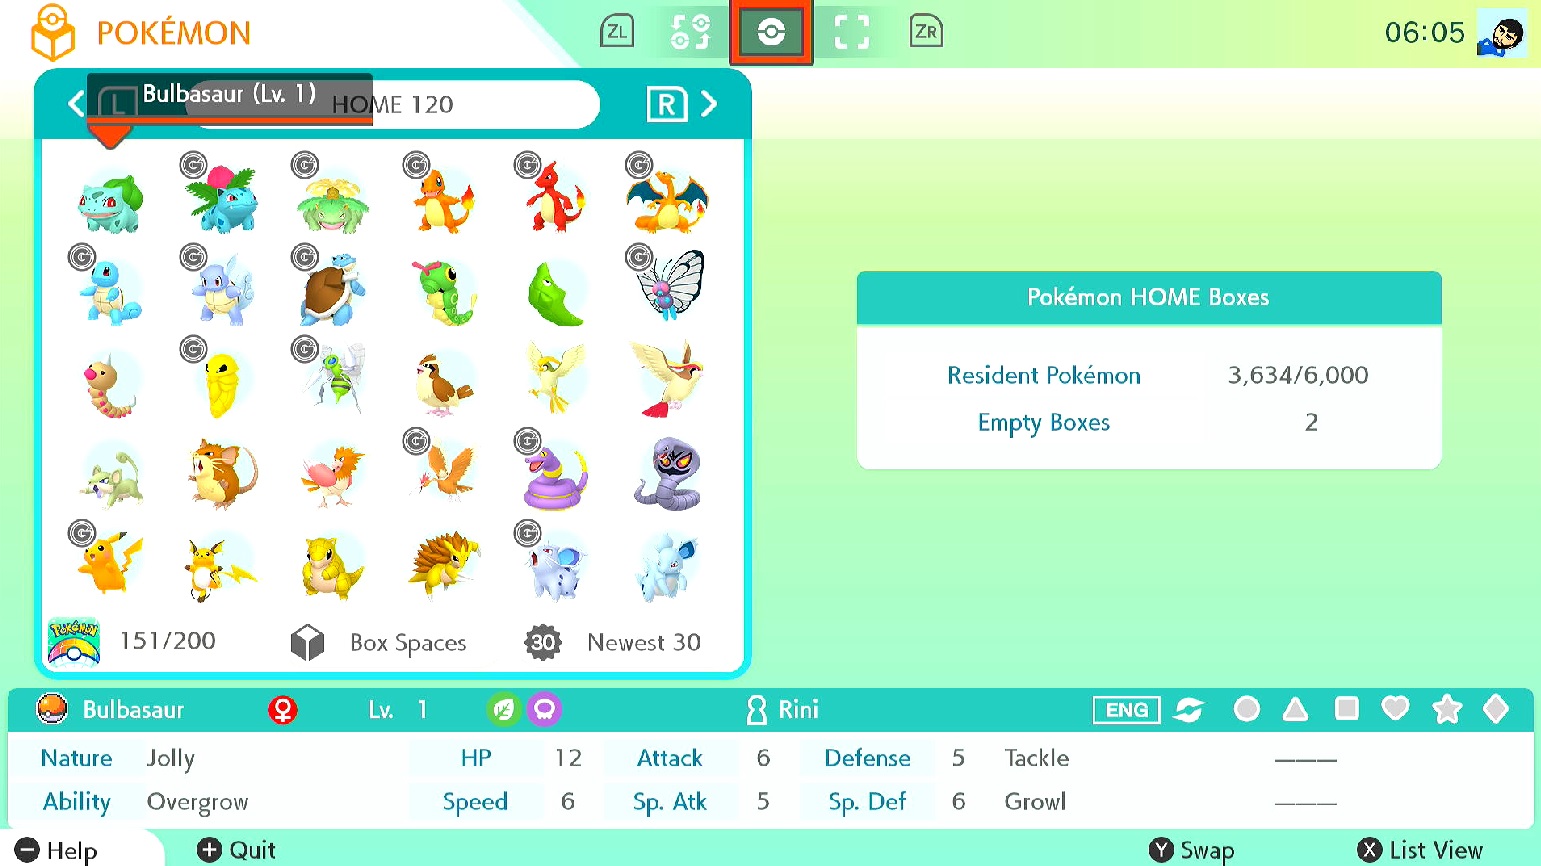 POKÉMON
ZL
ZR
06:05
Bulbasaur (Lv. 1)
L
HOME 120
R
Pokémon HOME Boxes
Resident Pokémon 3,634/6,000
Empty Boxes 2
Pokémon
151/200
Box Spaces
30
Newest 30
Bulbasaur Lv. 1 Rini ENG
Nature Jolly HP 12 Attack 6 Defense 5 Tackle ———
Ability Overgrow Speed 6 Sp. Atk 5 Sp. Def 6 Growl ———
Help
Quit
Y Swap
X List View